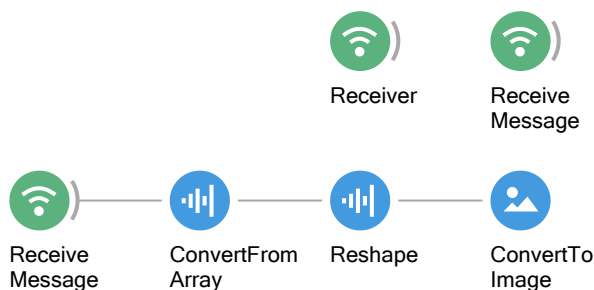 Receiver
Receive
Message
Receive
Message
ConvertFrom
Array
Reshape
ConvertTo
Image